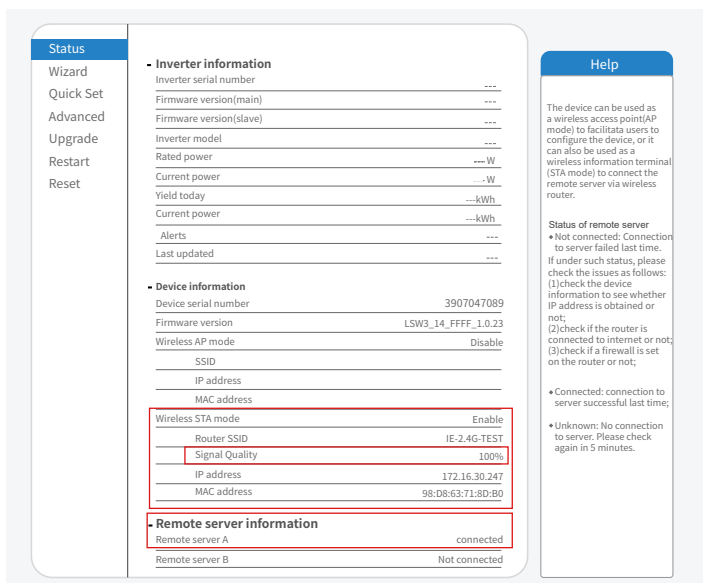 Status
Wizard
Quick Set
Advanced
Upgrade
Restart
Reset
- Inverter information
Inverter serial number ---
Firmware version(main) ---
Firmware version(slave) ---
Inverter model ---
Rated power --- W
Current power --- W
Yield today ---kWh
Current power ---kWh
Alerts ---
Last updated ---
- Device information
Device serial number 3907047089
Firmware version LSW3_14_FFFF_1.0.23
Wireless AP mode Disable
SSID
IP address
MAC address
Wireless STA mode Enable
Router SSID IE-2.4G-TEST
Signal Quality 100%
IP address 172.16.30.247
MAC address 98:D8:63:71:8D:B0
- Remote server information
Remote server A connected
Remote server B Not connected
Help
The device can be used as
a wireless access point(AP
mode) to facilitata users to
configure the device, or it
can also be used as a
wireless information terminal
(STA mode) to connect the
remote server via wireless
router.
Status of remote server
◆Not connected: Connection
to server failed last time.
If under such status, please
check the issues as follows:
(1)check the device
information to see whether
IP address is obtained or
not;
(2)check if the router is
connected to internet or not;
(3)check if a firewall is set
on the router or not;
◆Connected: connection to
server successful last time;
◆Unknown: No connection
to server. Please check
again in 5 minutes.